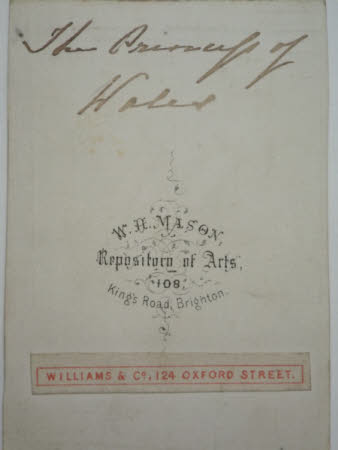 The Princess of
Wales
W. H. MASON,
Repository of Arts,
108,
King's Road, Brighton.
WILLIAMS & Co, 124 OXFORD STREET.